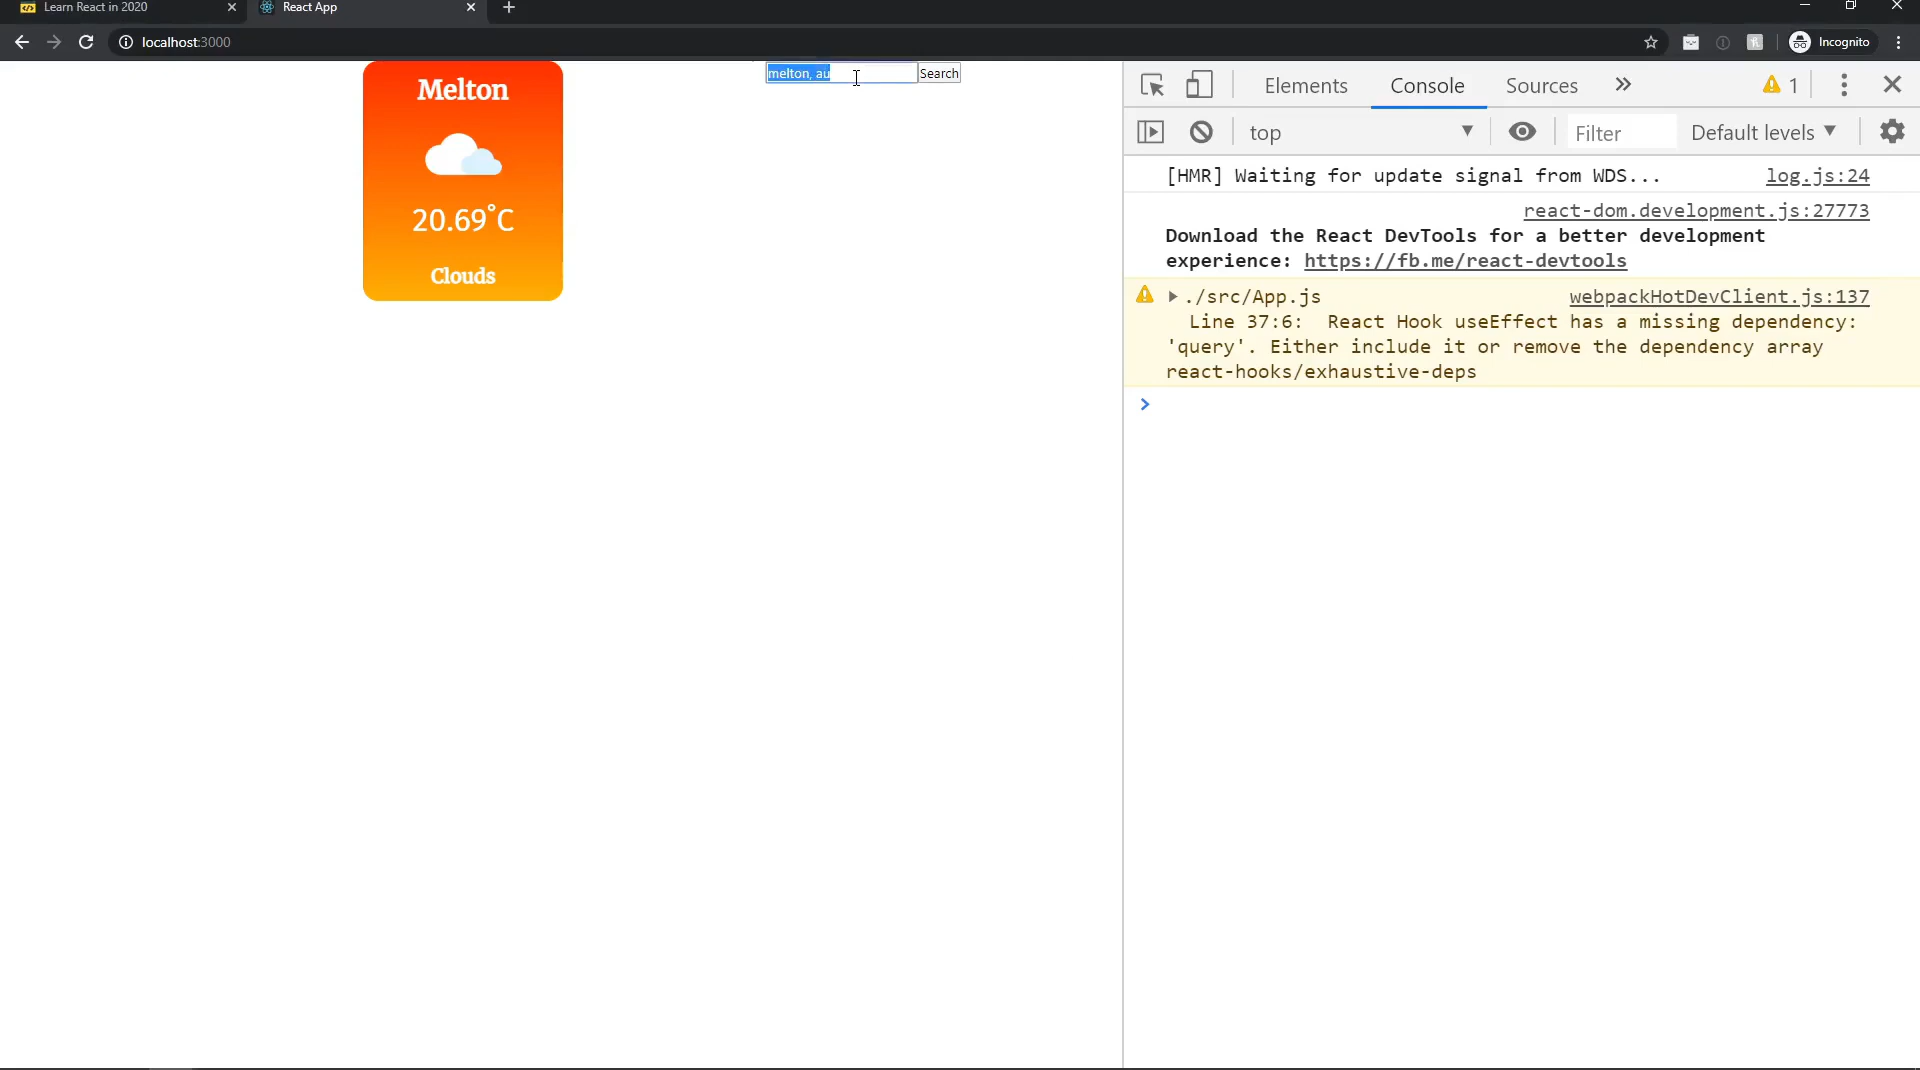 Learn React in 2020
React App
localhost:3000
Incognito
Melton
20.69°C
Clouds
melton, au
Search
Elements
Console
Sources
1
top
Filter
Default levels
[HMR] Waiting for update signal from WDS...
log.js:24
react-dom.development.js:27773
Download the React DevTools for a better development
experience: https://fb.me/react-devtools
./src/App.js
webpackHotDevClient.js:137
Line 37:6:  React Hook useEffect has a missing dependency:
'query'. Either include it or remove the dependency array
react-hooks/exhaustive-deps